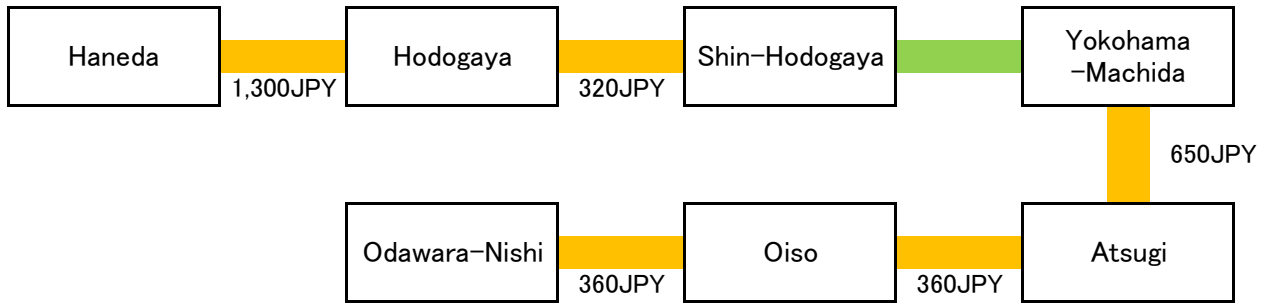 Haneda
1,300JPY
Hodogaya
320JPY
Shin-Hodogaya
Yokohama
-Machida
650JPY
Odawara-Nishi
360JPY
Oiso
360JPY
Atsugi